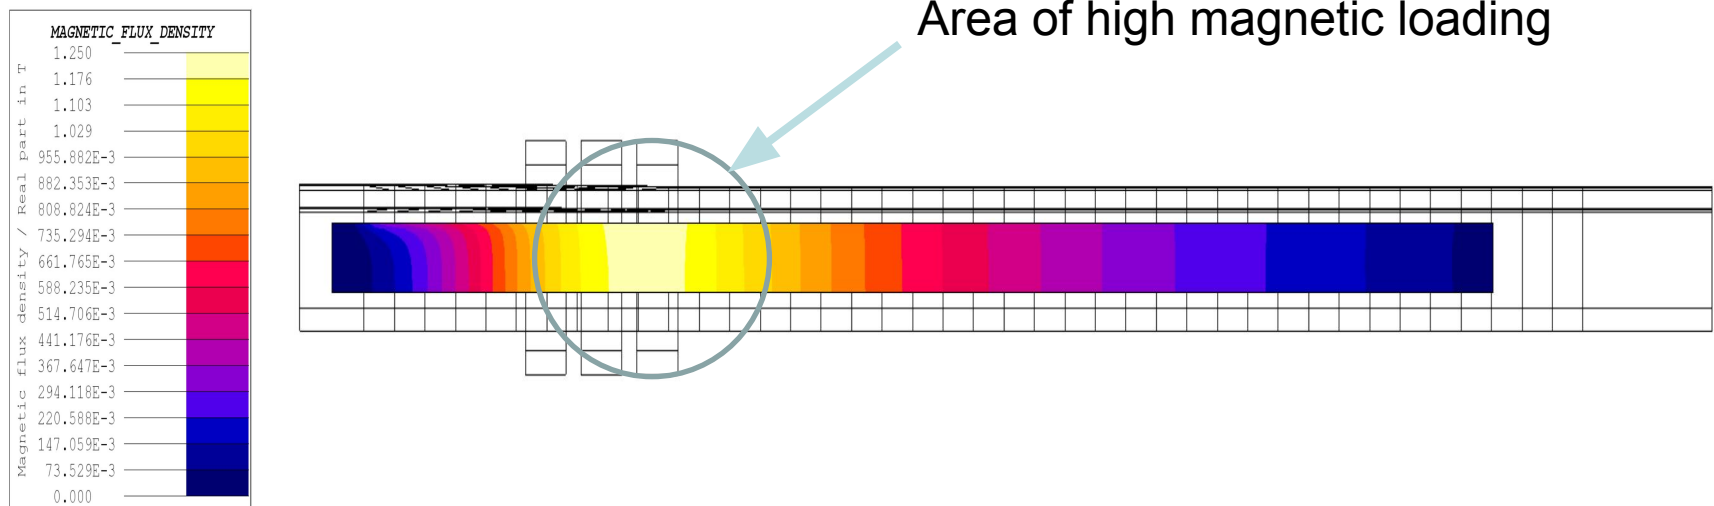 Area of high magnetic loading
MAGNETIC_FLUX_DENSITY
Magnetic flux density / Real part in T
1.250
1.176
1.103
1.029
955.882E-3
882.353E-3
808.824E-3
735.294E-3
661.765E-3
588.235E-3
514.706E-3
441.176E-3
367.647E-3
294.118E-3
220.588E-3
147.059E-3
73.529E-3
0.000